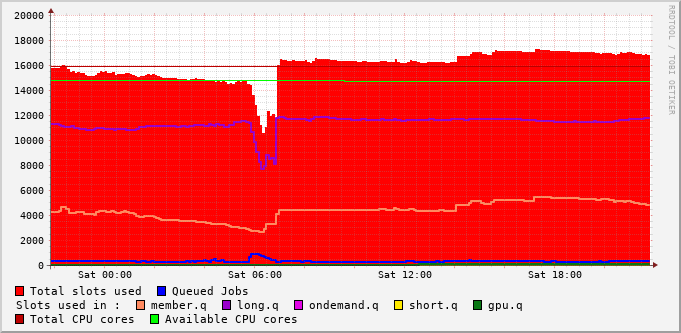 20000
18000
16000
14000
12000
10000
8000
6000
4000
2000
0
Sat 00:00 Sat 06:00 Sat 12:00 Sat 18:00
RRDTOOL / TOBI OETIKER
Total slots used Queued Jobs
Slots used in : member.q long.q ondemand.q short.q gpu.q
Total CPU cores Available CPU cores